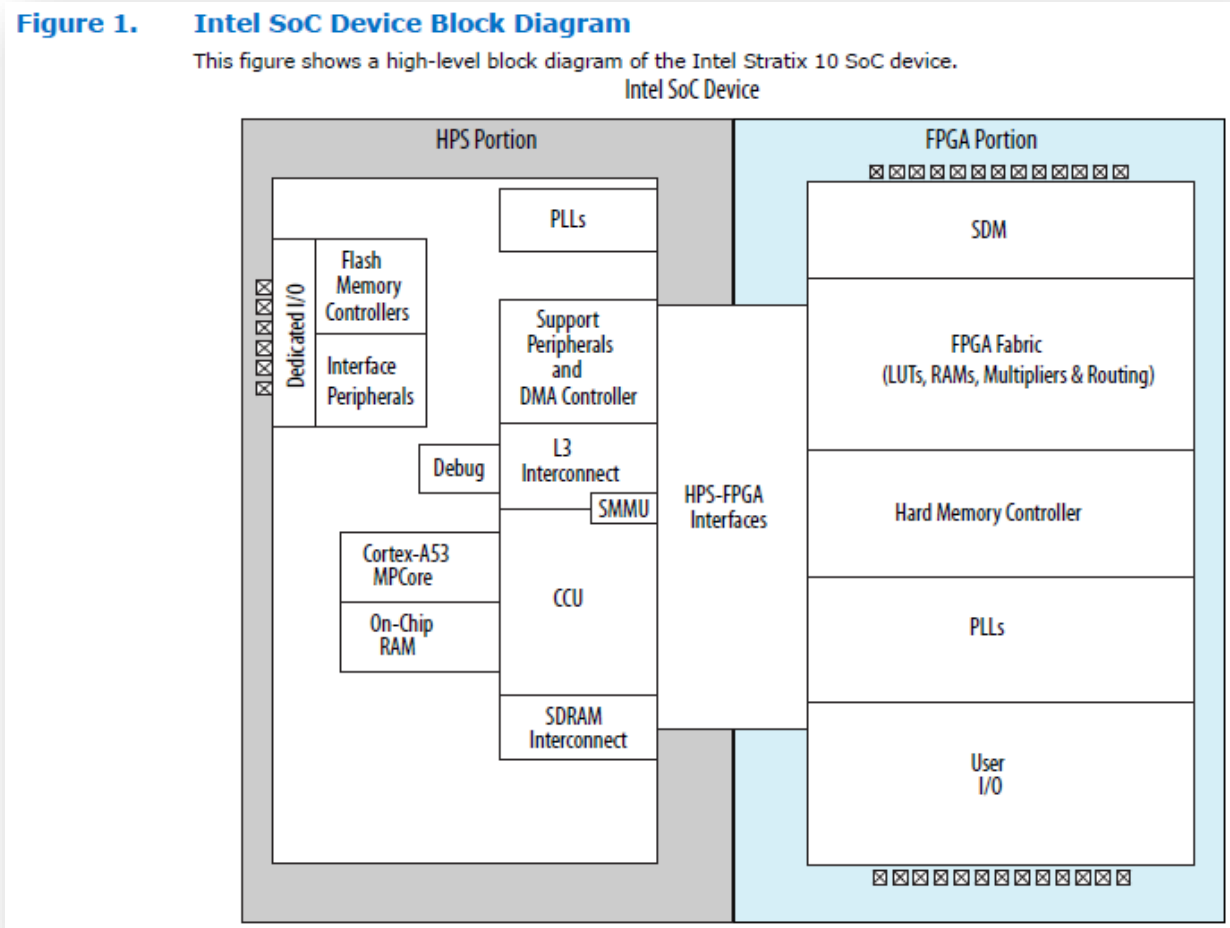 Figure 1. Intel SoC Device Block Diagram
This figure shows a high-level block diagram of the Intel Stratix 10 SoC device.
Intel SoC Device
HPS Portion
PLLs
Dedicated I/O
Flash
Memory
Controllers
Interface
Peripherals
Support
Peripherals
and
DMA Controller
Debug
L3
Interconnect
SMMU
Cortex-A53
MPCore
On-Chip
RAM
CCU
SDRAM
Interconnect
HPS-FPGA
Interfaces
FPGA Portion
SDM
FPGA Fabric
(LUTs, RAMs, Multipliers & Routing)
Hard Memory Controller
PLLs
User
I/O